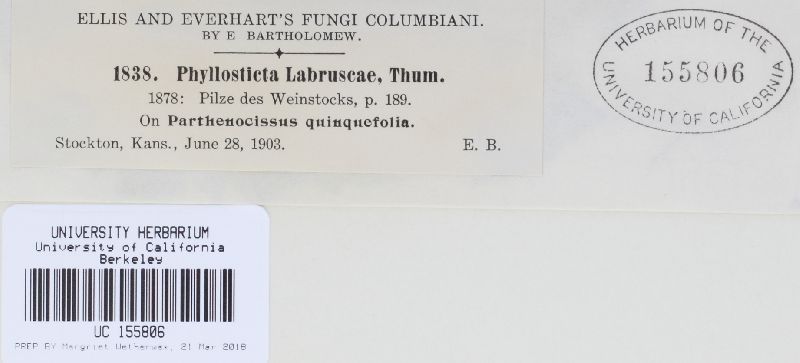 ELLIS AND EVERHART'S FUNGI COLUMBIANI.
BY E BARTHOLOMEW.
1838. Phyllosticta Labruscae, Thum.
1878: Pilze des Weinstocks, p. 189.
On Parthenocissus quinquefolia.
Stockton, Kans., June 28, 1903. E. B.
HERBARIUM OF THE
155806
UNIVERSITY OF CALIFORNIA
UNIVERSITY HERBARIUM
University of California
Berkeley
UC 155806
PREP BY Margriet Wetherwax, 21 Mar 2018